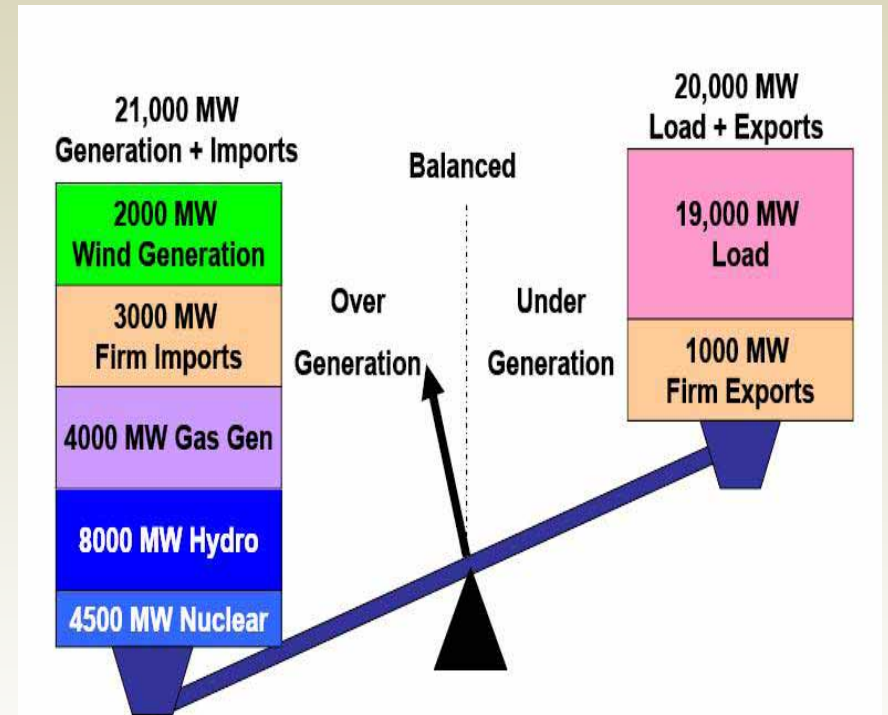 21,000 MW
Generation + Imports
2000 MW
Wind Generation
3000 MW
Firm Imports
4000 MW Gas Gen
8000 MW Hydro
4500 MW Nuclear
Balanced
Over
Generation
Under
Generation
20,000 MW
Load + Exports
19,000 MW
Load
1000 MW
Firm Exports